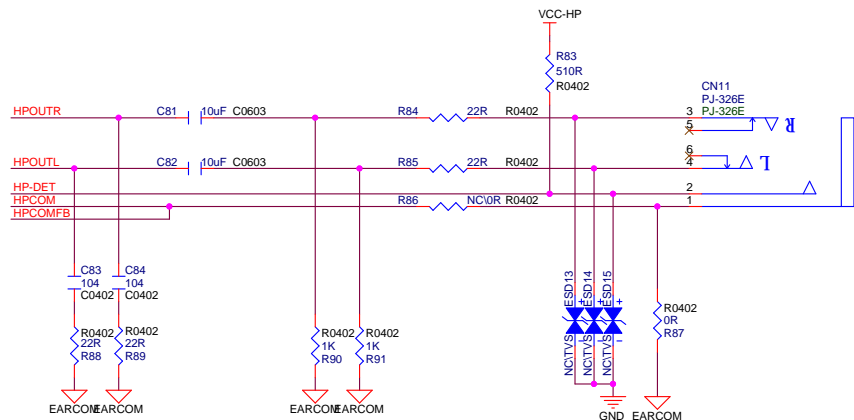 VCC-HP
R83
510R
R0402
CN11
PJ-326E
PJ-326E
HPOUTR
C81
10uF
C0603
R84
22R
R0402
3
5
R
HPOUTL
C82
10uF
C0603
R85
22R
R0402
6
4
L
HP-DET
2
HPCOM
R86
NC\0R
R0402
1
HPCOMFB
C83
104
C0402
C84
104
C0402
R0402
22R
R88
R0402
22R
R89
R0402
1K
R90
R0402
1K
R91
ESD13
NC\TVS
ESD14
NC\TVS
ESD15
NC\TVS
+
+
+
-
-
-
R0402
0R
R87
EARCOM
EARCOM
EARCOM
EARCOM
GND
EARCOM